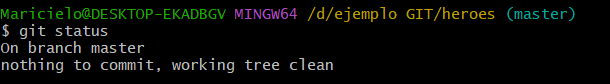 Maricielo@DESKTOP-EKADBGV MINGW64 /d/ejemplo GIT/heroes (master)
$ git status
On branch master
nothing to commit, working tree clean